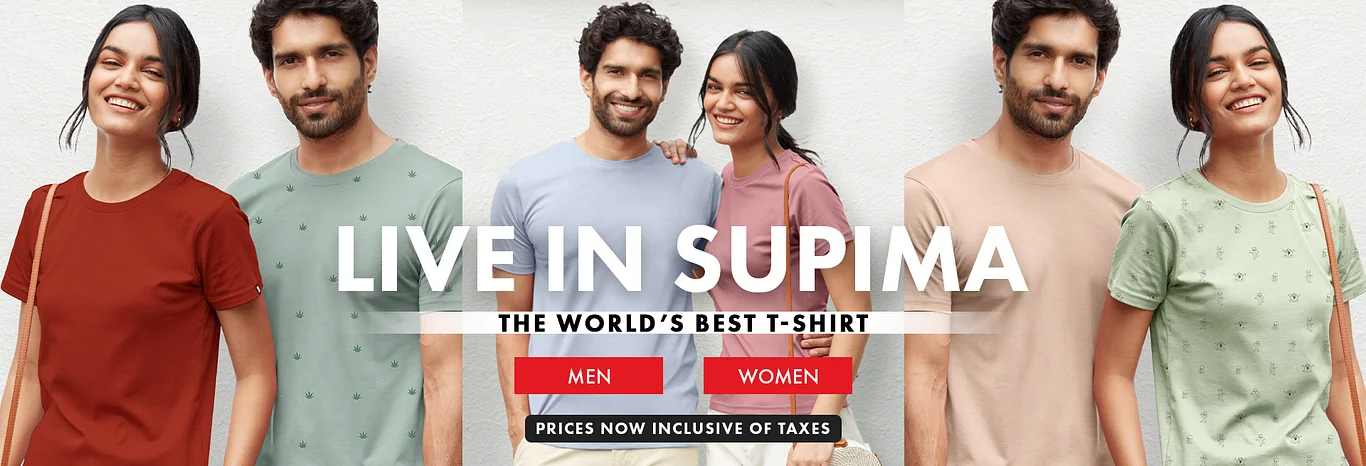 LIVE IN SUPIMA
THE WORLD'S BEST T-SHIRT
MEN
WOMEN
PRICES NOW INCLUSIVE OF TAXES